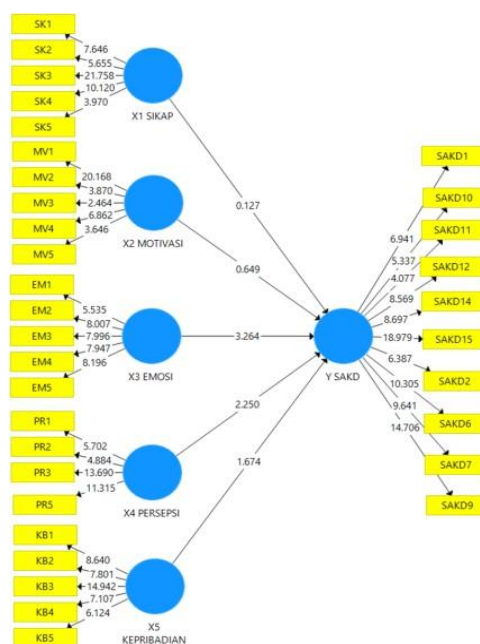 SK1
SK2
SK3
SK4
SK5
7.646
5.655
21.758
10.120
3.970
X1 SIKAP
MV1
MV2
MV3
MV4
MV5
20.168
3.870
2.464
6.862
3.646
X2 MOTIVASI
EM1
EM2
EM3
EM4
EM5
5.535
8.007
7.996
7.947
8.196
X3 EMOSI
PR1
PR2
PR3
PR5
5.702
4.884
13.690
11.315
X4 PERSEPSI
KB1
KB2
KB3
KB4
KB5
8.640
7.801
14.942
7.107
6.124
X5
KEPRIBADIAN
0.127
0.649
3.264
2.250
1.674
Y SAKD
6.941
5.337
4.077
8.569
8.697
18.979
6.387
10.305
9.641
14.706
SAKD1
SAKD10
SAKD11
SAKD12
SAKD14
SAKD15
SAKD2
SAKD6
SAKD7
SAKD9